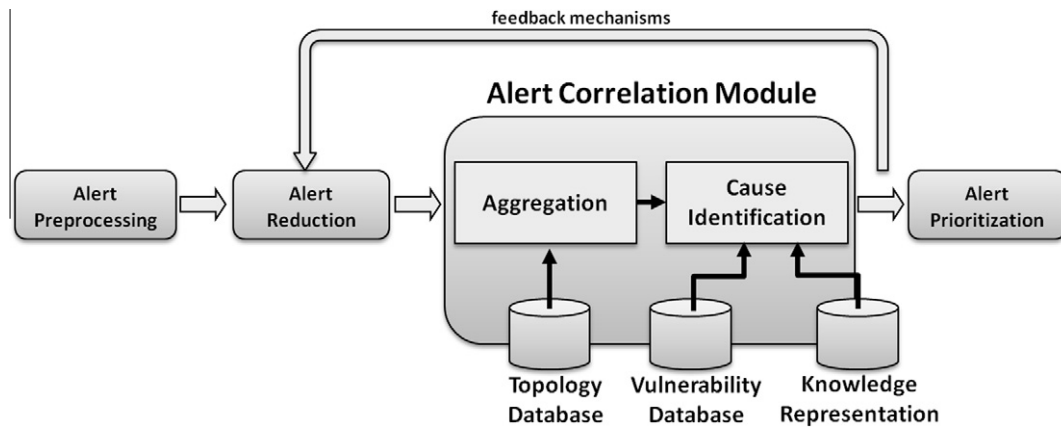 feedback mechanisms
Alert Correlation Module
Alert
Preprocessing
Alert
Reduction
Aggregation
Cause
Identification
Alert
Prioritization
Topology
Database
Vulnerability
Database
Knowledge
Representation